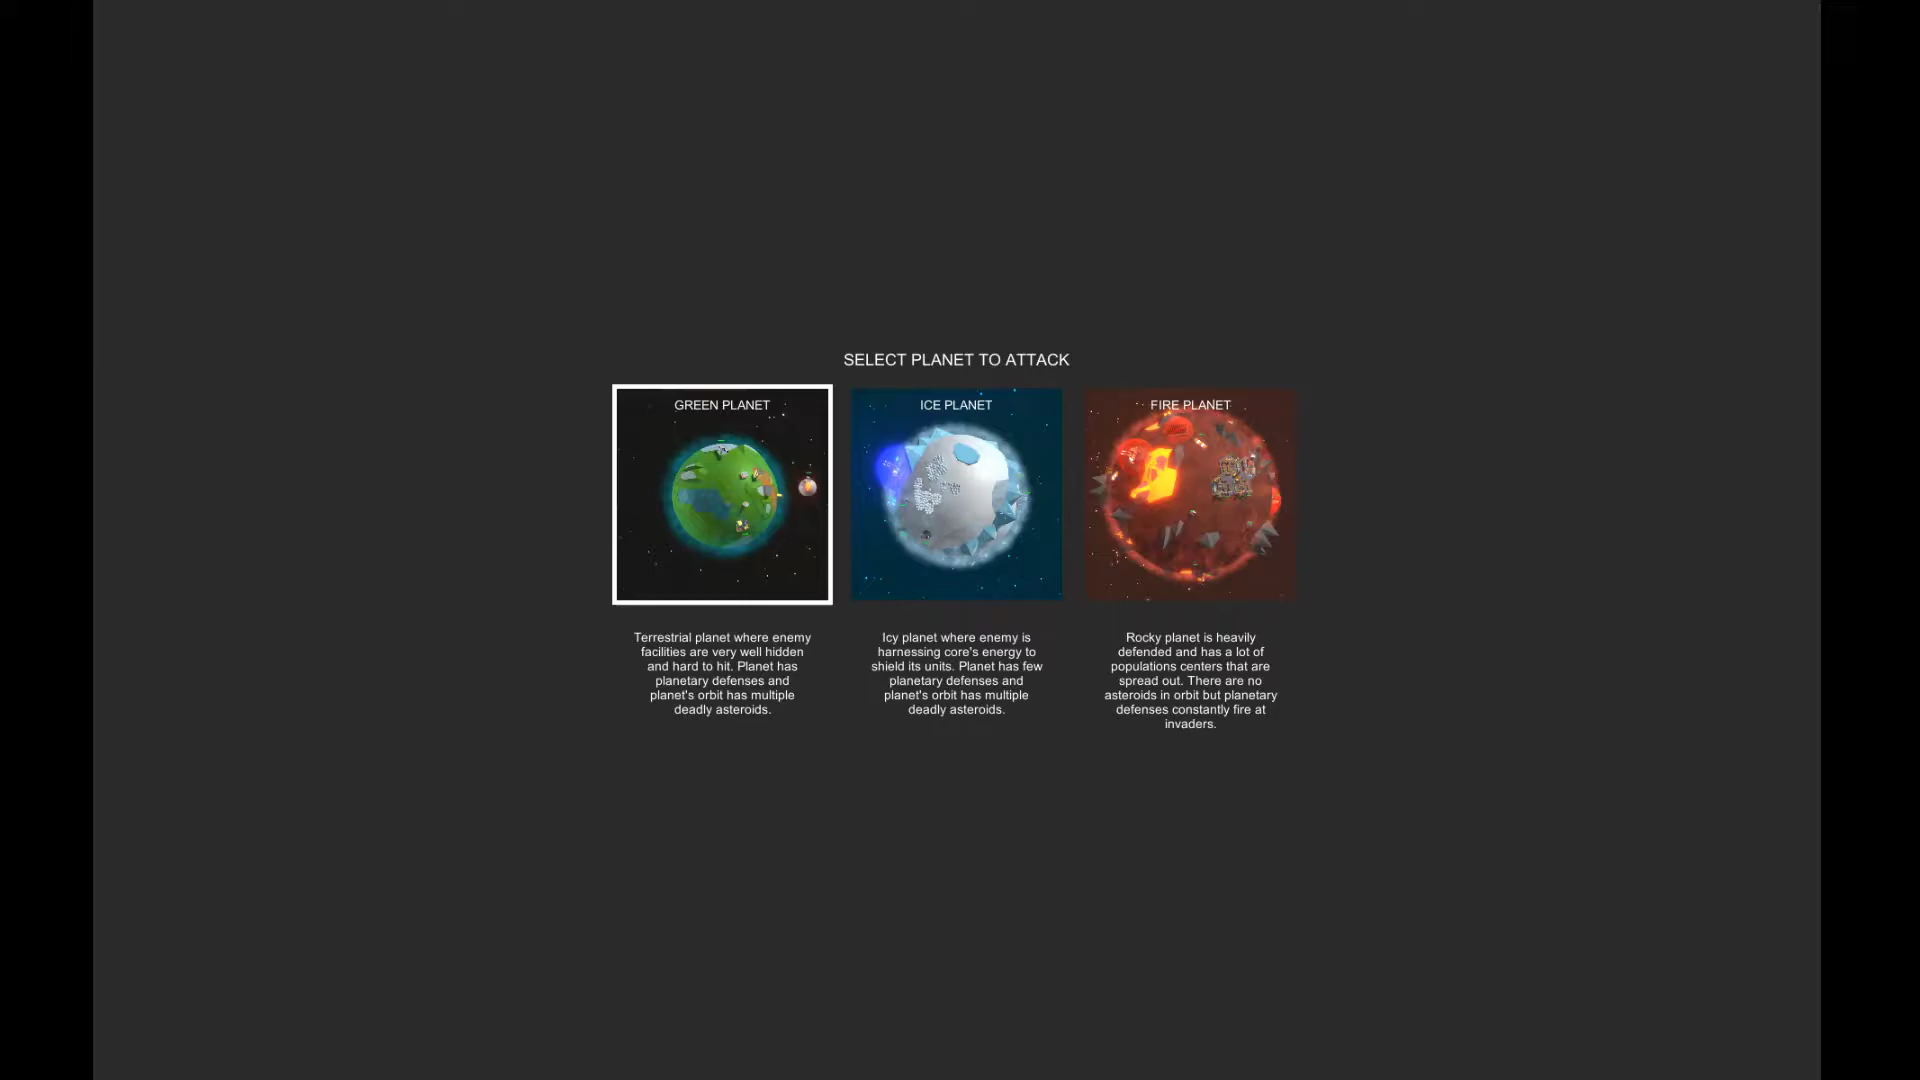 SELECT PLANET TO ATTACK
GREEN PLANET
Terrestrial planet where enemy
facilities are very well hidden
and hard to hit. Planet has
planetary defenses and
planet's orbit has multiple
deadly asteroids.
ICE PLANET
Icy planet where enemy is
harnessing core's energy to
shield its units. Planet has few
planetary defenses and
planet's orbit has multiple
deadly asteroids.
FIRE PLANET
Rocky planet is heavily
defended and has a lot of
populations centers that are
spread out. There are no
asteroids in orbit but planetary
defenses constantly fire at
invaders.